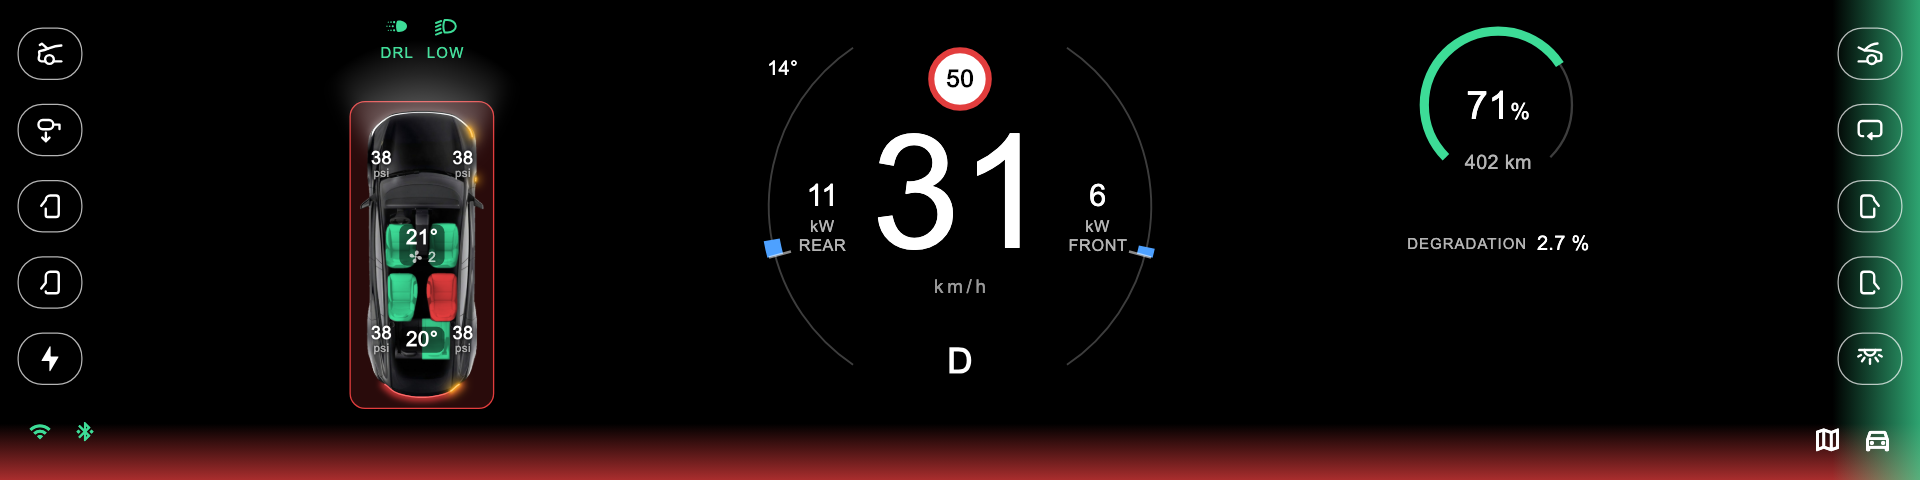 DRL LOW
38 psi
38 psi
21°
2
38 psi
20°
38 psi
14°
50
31
km/h
11
kW
REAR
6
kW
FRONT
D
71%
402 km
DEGRADATION 2.7 %